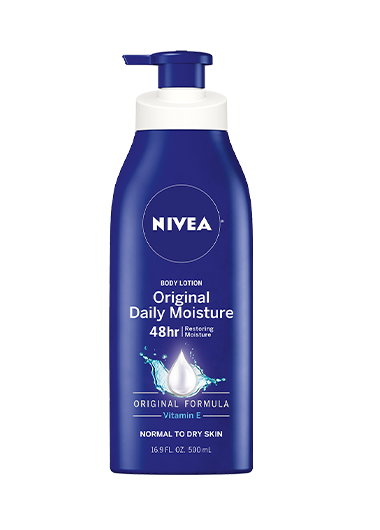 NIVEA
BODY LOTION
Original
Daily Moisture
48hr Restoring
Moisture
ORIGINAL FORMULA
Vitamin E
NORMAL TO DRY SKIN
16.9 FL. OZ. 500 mL